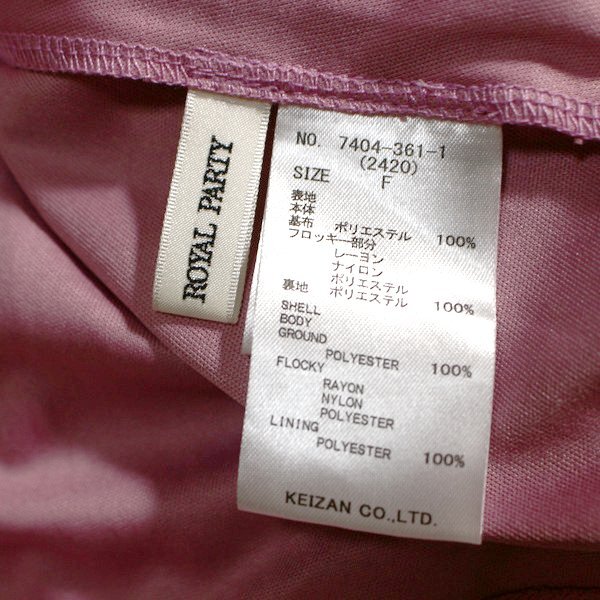 ROYAL PARTY
NO. 7404-361-1
(2420)
SIZE F
表地
本体
基布 ポリエステル 100%
フロッキー部分
レーヨン
ナイロン
ポリエステル
裏地 ポリエステル 100%
SHELL
BODY
GROUND
POLYESTER 100%
FLOCKY
RAYON
NYLON
POLYESTER
LINING
POLYESTER 100%
KEIZAN CO.,LTD.